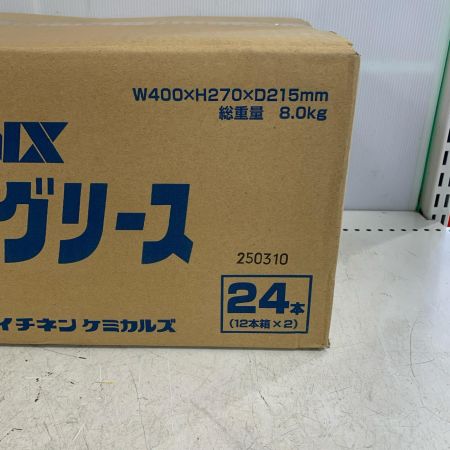 W400×H270×D215mm
総重量 8.0kg
IX
グリース
250310
24本
(12本箱×2)
イチネン ケミカルズ